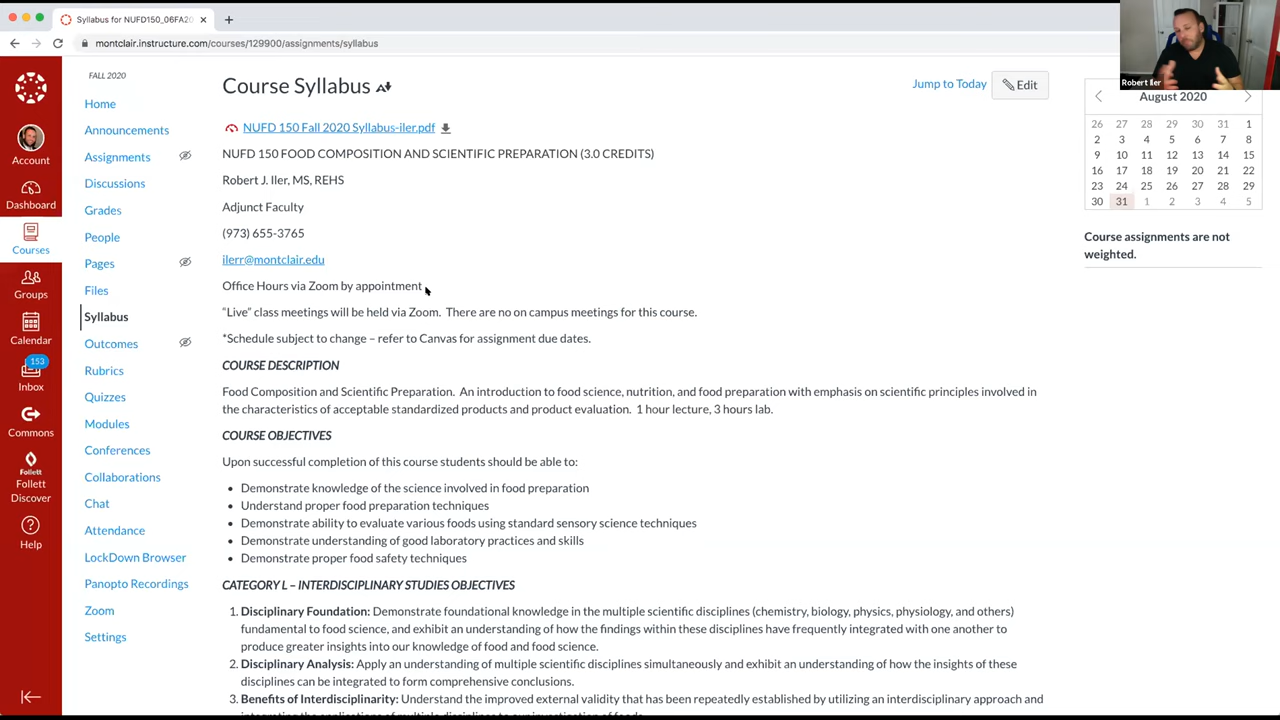 Syllabus for NUFD150_06FA20
montclair.instructure.com/courses/129900/assignments/syllabus
Robert Iler
Account
Dashboard
Courses
Groups
Calendar
153
Inbox
Commons
Follett
Follett
Discover
Help
FALL 2020
Home
Announcements
Assignments
Discussions
Grades
People
Pages
Files
Syllabus
Outcomes
Rubrics
Quizzes
Modules
Conferences
Collaborations
Chat
Attendance
LockDown Browser
Panopto Recordings
Zoom
Settings
Course Syllabus
Jump to Today
Edit
NUFD 150 Fall 2020 Syllabus-iler.pdf
NUFD 150 FOOD COMPOSITION AND SCIENTIFIC PREPARATION (3.0 CREDITS)
Robert J. Iler, MS, REHS
Adjunct Faculty
(973) 655-3765
ilerr@montclair.edu
Office Hours via Zoom by appointment
"Live" class meetings will be held via Zoom. There are no on campus meetings for this course.
*Schedule subject to change – refer to Canvas for assignment due dates.
COURSE DESCRIPTION
Food Composition and Scientific Preparation. An introduction to food science, nutrition, and food preparation with emphasis on scientific principles involved in
the characteristics of acceptable standardized products and product evaluation. 1 hour lecture, 3 hours lab.
COURSE OBJECTIVES
Upon successful completion of this course students should be able to:
• Demonstrate knowledge of the science involved in food preparation
• Understand proper food preparation techniques
• Demonstrate ability to evaluate various foods using standard sensory science techniques
• Demonstrate understanding of good laboratory practices and skills
• Demonstrate proper food safety techniques
CATEGORY L – INTERDISCIPLINARY STUDIES OBJECTIVES
1. Disciplinary Foundation: Demonstrate foundational knowledge in the multiple scientific disciplines (chemistry, biology, physics, physiology, and others)
fundamental to food science, and exhibit an understanding of how the findings within these disciplines have frequently integrated with one another to
produce greater insights into our knowledge of food and food science.
2. Disciplinary Analysis: Apply an understanding of multiple scientific disciplines simultaneously and exhibit an understanding of how the insights of these
disciplines can be integrated to form comprehensive conclusions.
3. Benefits of Interdisciplinarity: Understand the improved external validity that has been repeatedly established by utilizing an interdisciplinary approach and
August 2020
26 27 28 29 30 31 1
2 3 4 5 6 7 8
9 10 11 12 13 14 15
16 17 18 19 20 21 22
23 24 25 26 27 28 29
30 31 1 2 3 4 5
Course assignments are not
weighted.